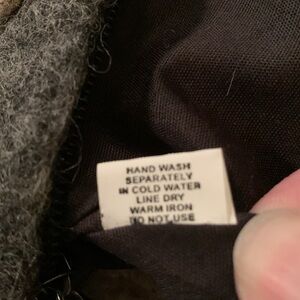 HAND WASH
SEPARATELY
IN COLD WATER
LINE DRY
WARM IRON
DO NOT USE